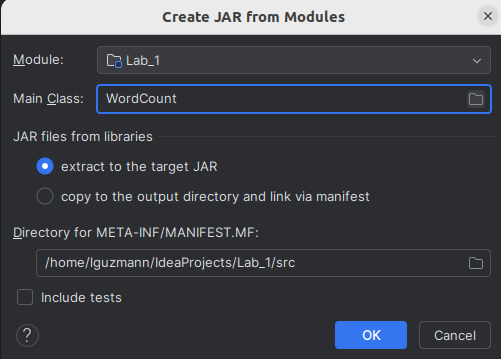 Create JAR from Modules
Module: Lab_1
Main Class: WordCount
JAR files from libraries
extract to the target JAR
copy to the output directory and link via manifest
Directory for META-INF/MANIFEST.MF:
/home/lguzmann/IdeaProjects/Lab_1/src
Include tests
? OK Cancel